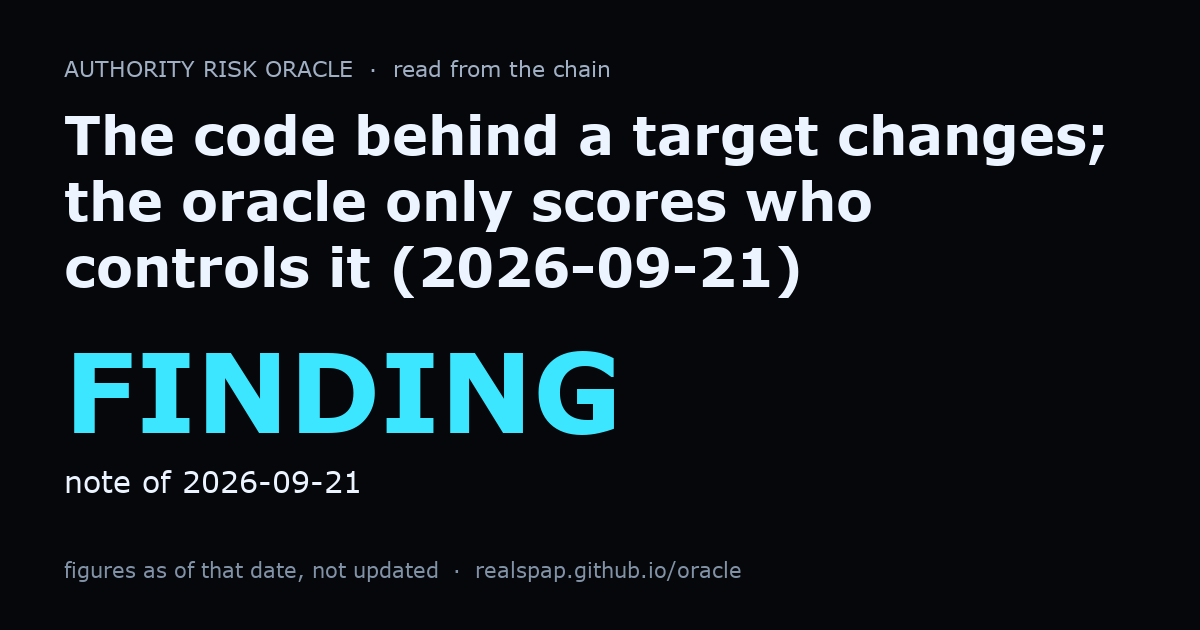 AUTHORITY RISK ORACLE · read from the chain
The code behind a target changes;
the oracle only scores who
controls it (2026-09-21)
FINDING
note of 2026-09-21
figures as of that date, not updated · realspap.github.io/oracle